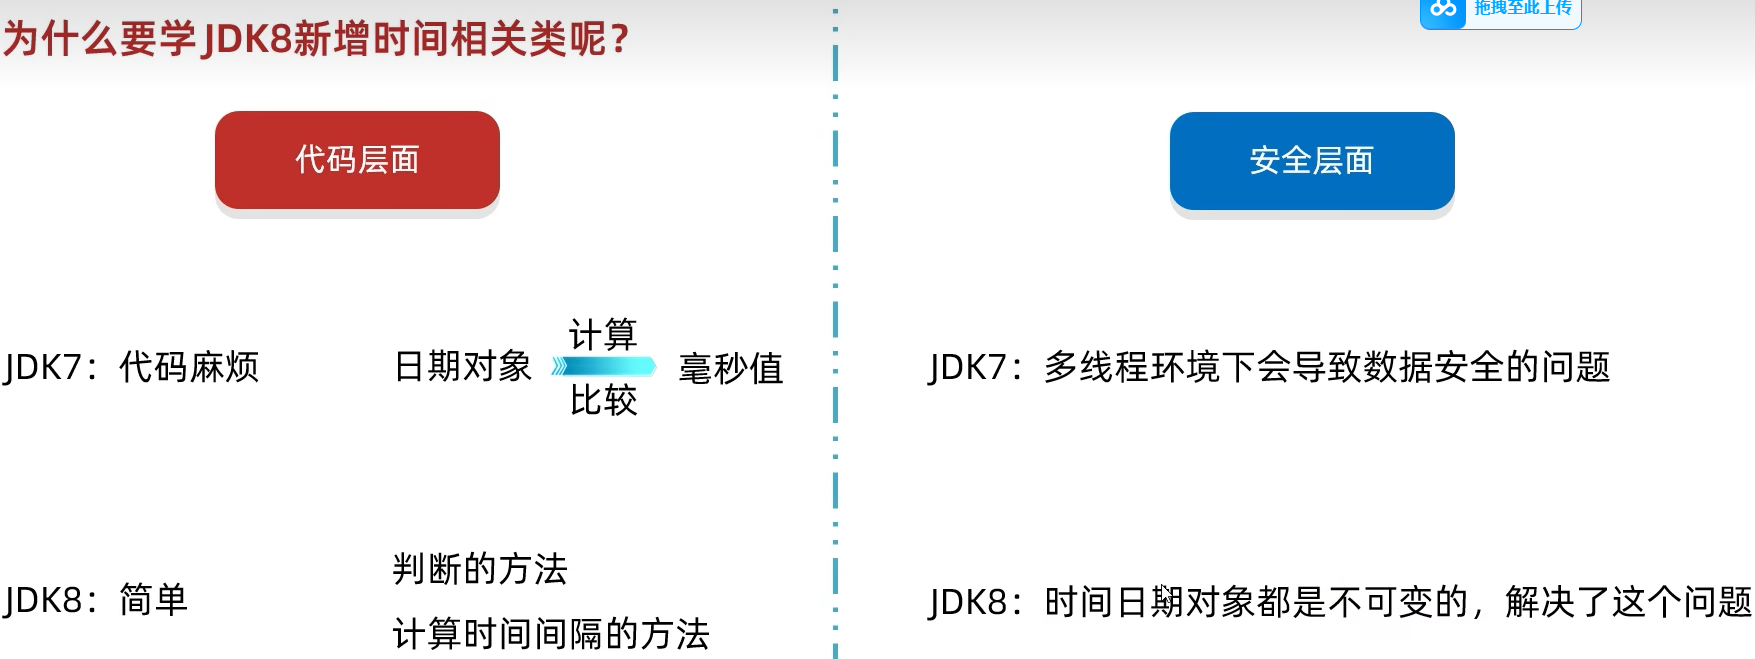 为什么要学JDK8新增时间相关类呢？
拖拽至此上传
代码层面
安全层面
JDK7：代码麻烦
日期对象
计算
比较
毫秒值
JDK7：多线程环境下会导致数据安全的问题
JDK8：简单
判断的方法
计算时间间隔的方法
JDK8：时间日期对象都是不可变的，解决了这个问题